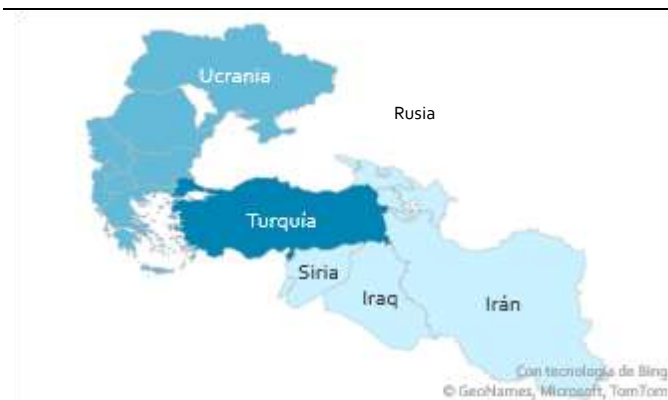 Ucrania
Rusia
Turquía
Siria
Iraq
Irán
Con tecnología de Bing
© GeoNames, Microsoft, TomTom